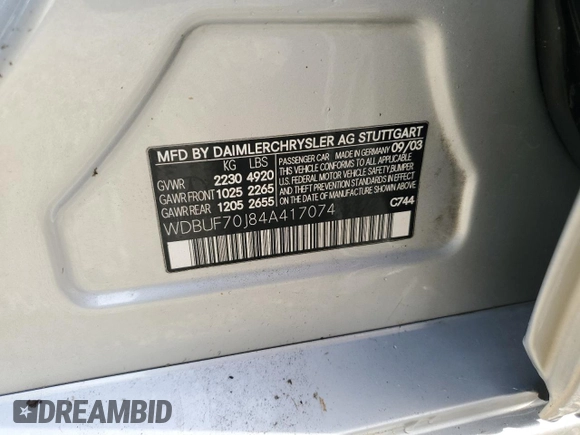 MFD BY DAIMLERCHRYSLER AG STUTTGART
KG LBS
GVWR 2230 4920
GAWR FRONT 1025 2265
GAWR REAR 1205 2655
PASSENGER CAR MADE IN GERMANY 09/03
THIS VEHICLE CONFORMS TO ALL APPLICABLE
U.S. FEDERAL MOTOR VEHICLE SAFETY, BUMPER,
AND THEFT PREVENTION STANDARDS IN EFFECT
ON THE DATE OF MANUFACTURE SHOWN ABOVE.
WDBUF70J84A417074
C744
DREAMBID